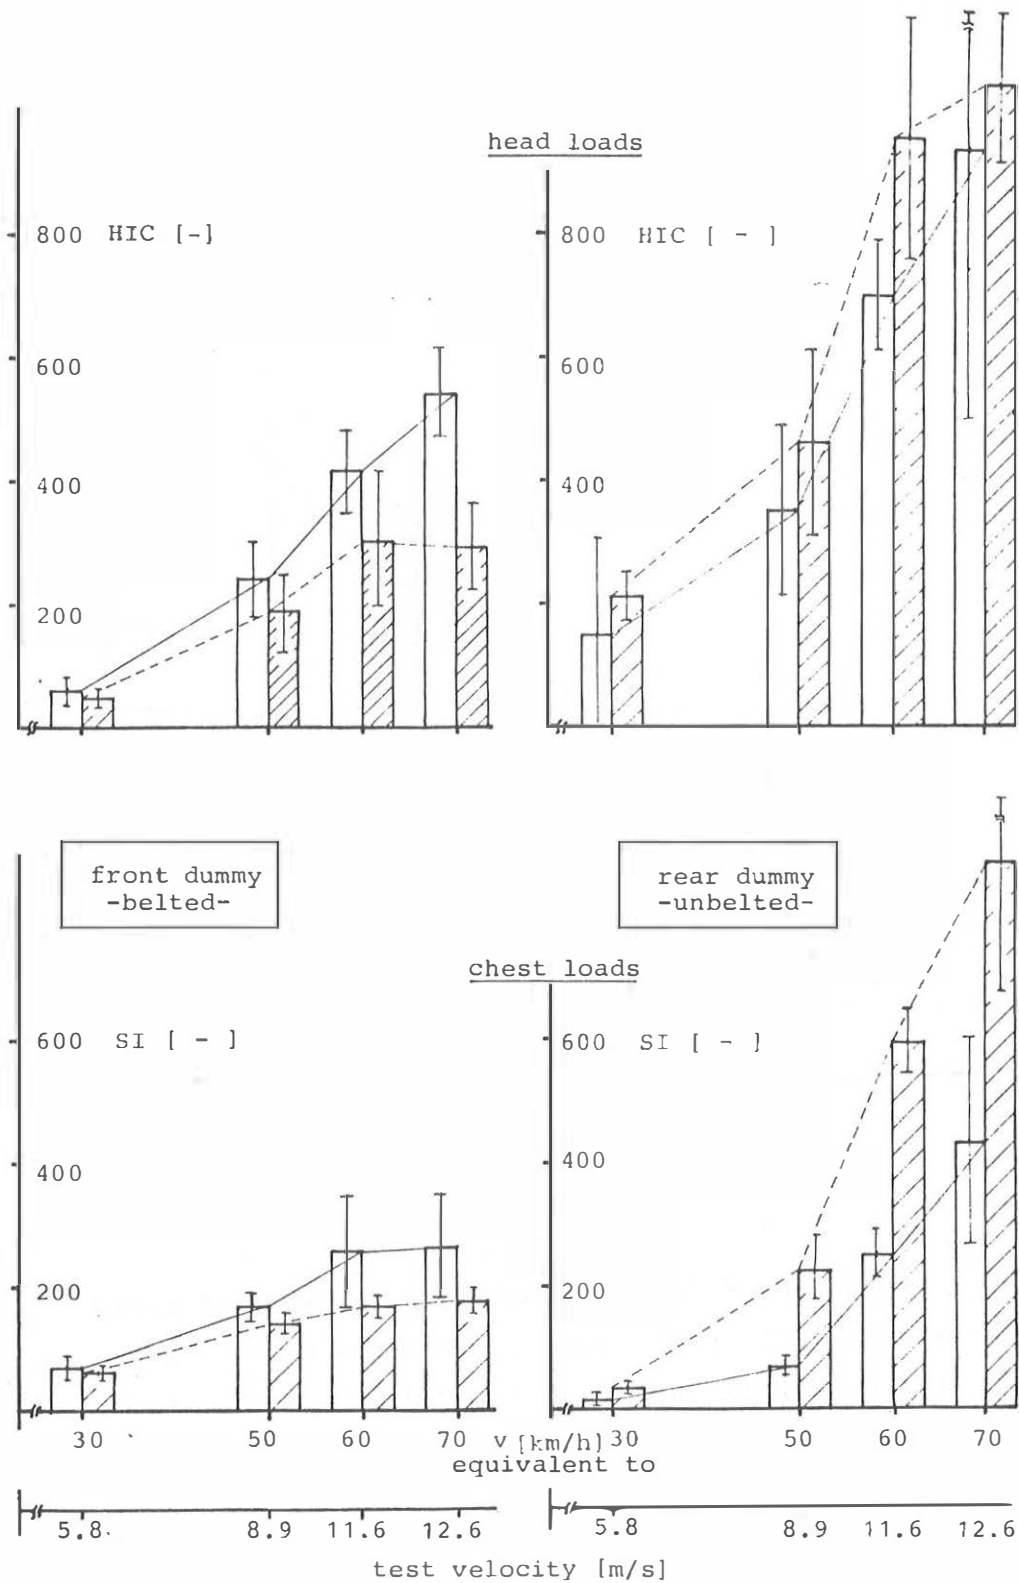 head loads
800 HIC [-]
800 HIC [ - ]
600
600
400
400
200
front dummy
-belted-
rear dummy
-unbelted-
chest loads
600 SI [ - ]
600 SI [ - ]
400
400
200
200
30 50 60 70 v [km/h] 30 50 60 70
equivalent to
5.8 8.9 11.6 12.6 5.8 8.9 11.6 12.6
test velocity [m/s]